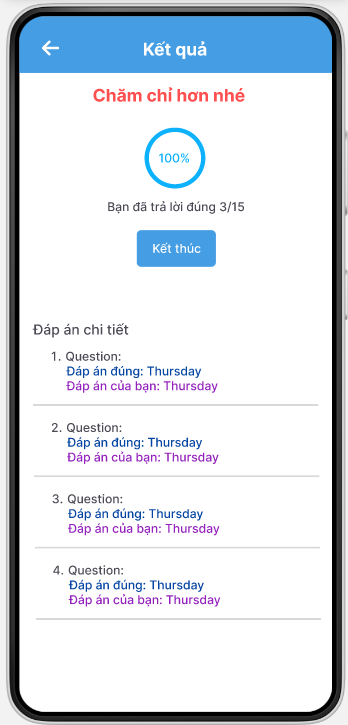 Kết quả
Chăm chỉ hơn nhé
100%
Bạn đã trả lời đúng 3/15
Kết thúc
Đáp án chi tiết
1. Question:
Đáp án đúng: Thursday
Đáp án của bạn: Thursday
2. Question:
Đáp án đúng: Thursday
Đáp án của bạn: Thursday
3. Question:
Đáp án đúng: Thursday
Đáp án của bạn: Thursday
4. Question:
Đáp án đúng: Thursday
Đáp án của bạn: Thursday